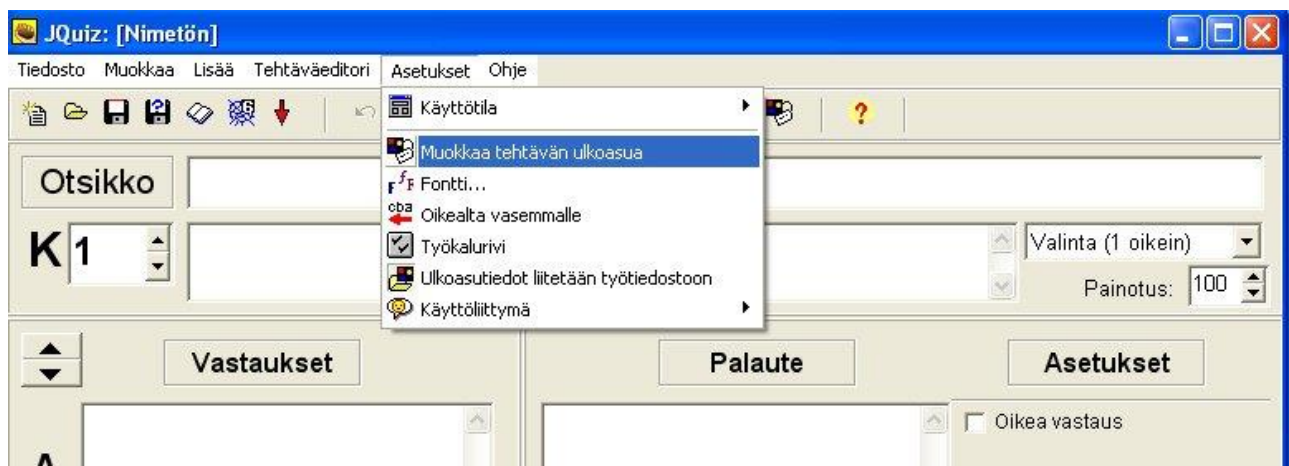 JQuiz: [Nimetön]
Tiedosto Muokkaa Lisää Tehtäväeditori Asetukset Ohje
Käyttötila
Muokkaa tehtävän ulkoasua
Fontti...
Oikealta vasemmalle
Työkalurivi
Ulkoasutiedot liitetään työtiedostoon
Käyttöliittymä
Otsikko
K 1
Valinta (1 oikein)
Painotus: 100
Vastaukset Palaute Asetukset
A
Oikea vastaus